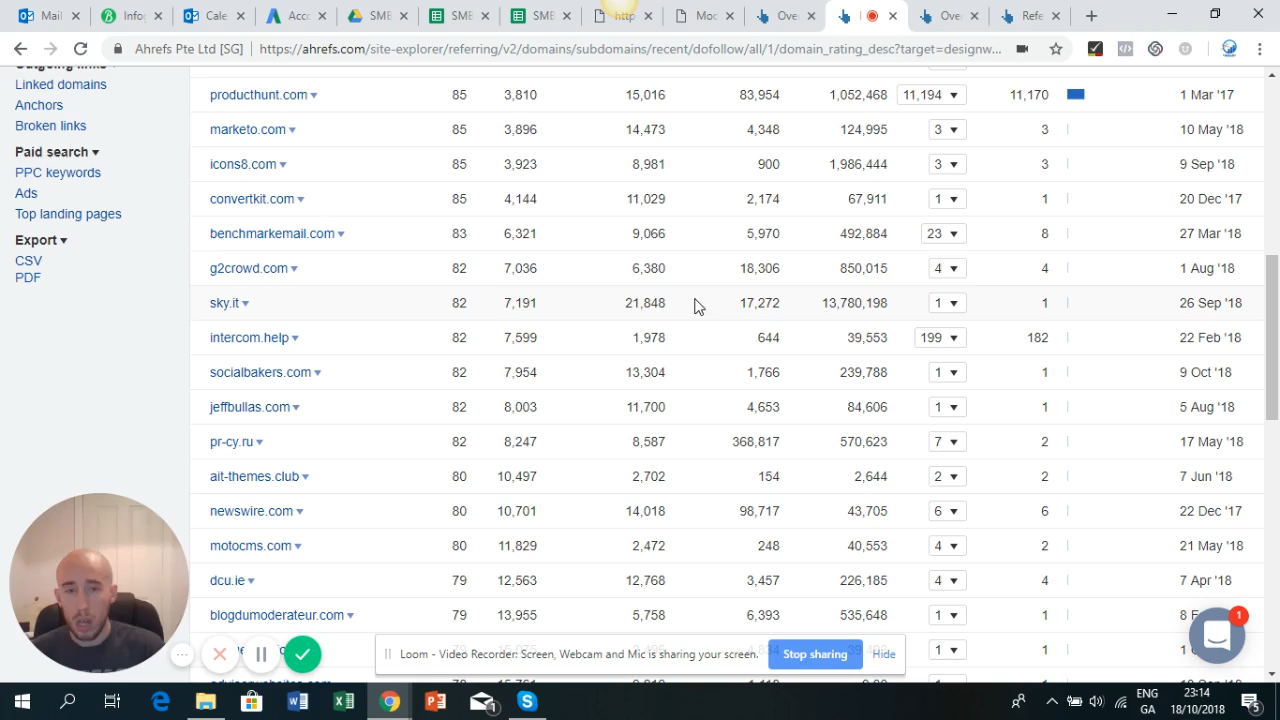 Mail
Infog
Cale
Acco
SMB
SMB
SMB
http
Moc
Ove
Ove
Refe
Ahrefs Pte Ltd [SG] https://ahrefs.com/site-explorer/referring/v2/domains/subdomains/recent/dofollow/all/1/domain_rating_desc?target=designw...
Outgoing links
Linked domains
Anchors
Broken links
Paid search
PPC keywords
Ads
Top landing pages
Export
CSV
PDF
producthunt.com 85 3,810 15,016 83,954 1,052,468 11,194 11,170 1 Mar '17
marketo.com 85 3,896 14,473 4,348 124,995 3 3 10 May '18
icons8.com 85 3,923 8,981 900 1,986,444 3 3 9 Sep '18
convertkit.com 85 4,144 11,029 2,174 67,911 1 1 20 Dec '17
benchmarkemail.com 83 6,321 9,066 5,970 492,884 23 8 27 Mar '18
g2crowd.com 82 7,036 6,380 18,306 850,015 4 4 1 Aug '18
sky.it 82 7,191 21,848 17,272 13,780,198 1 1 26 Sep '18
intercom.help 82 7,599 1,978 644 39,553 199 182 22 Feb '18
socialbakers.com 82 7,954 13,304 1,766 239,788 1 1 9 Oct '18
jeffbullas.com 82 8,003 11,700 4,653 84,606 1 1 5 Aug '18
pr-cy.ru 82 8,247 8,587 368,817 570,623 7 2 17 May '18
ait-themes.club 80 10,497 2,702 154 2,644 2 2 7 Jun '18
newswire.com 80 10,701 14,018 98,717 43,705 6 6 22 Dec '17
motocms.com 80 11,829 2,472 248 40,553 4 2 21 May '18
dcu.ie 79 12,563 12,768 3,457 226,185 4 4 7 Apr '18
blogdumoderateur.com 79 13,955 5,758 6,393 535,648 1 1 8 F
1 1 1
Loom - Video Recorder: Screen, Webcam and Mic is sharing your screen. Stop sharing Hide
1
ENG
GA
23:14
18/10/2018
5
1